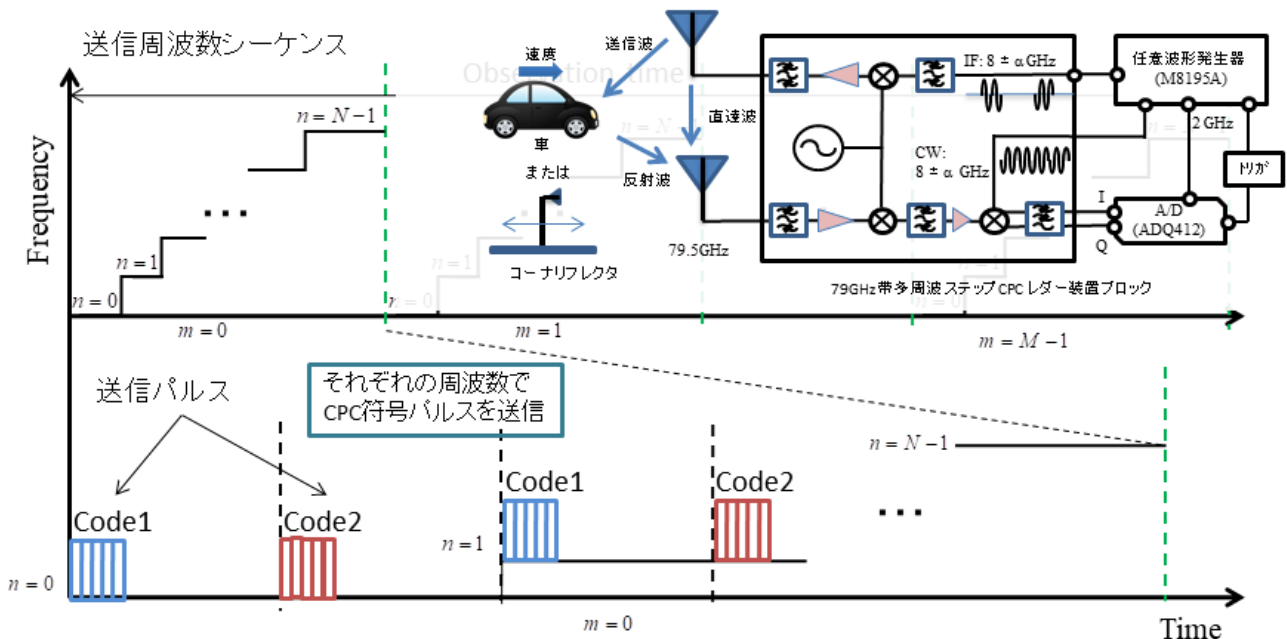 送信周波数シーケンス
Observation time
Frequency
n=0
n=1
n=N-1
m=0
m=1
m=M-1
n=0
n=N-1
n=0
速度
車
または
コーナリフレクタ
送信波
直達波
反射波
79.5GHz
IF: 8 ± α GHz
CW:
8 ± α GHz
任意波形発生器
(M8195A)
2 GHz
トリガ
I
Q
A/D
(ADQ412)
79GHz帯多周波ステップCPCレダー装置ブロック
送信パルス
それぞれの周波数で
CPC符号パルスを送信
Code1
Code2
Code1
Code2
n=0
n=1
n=N-1
m=0
Time